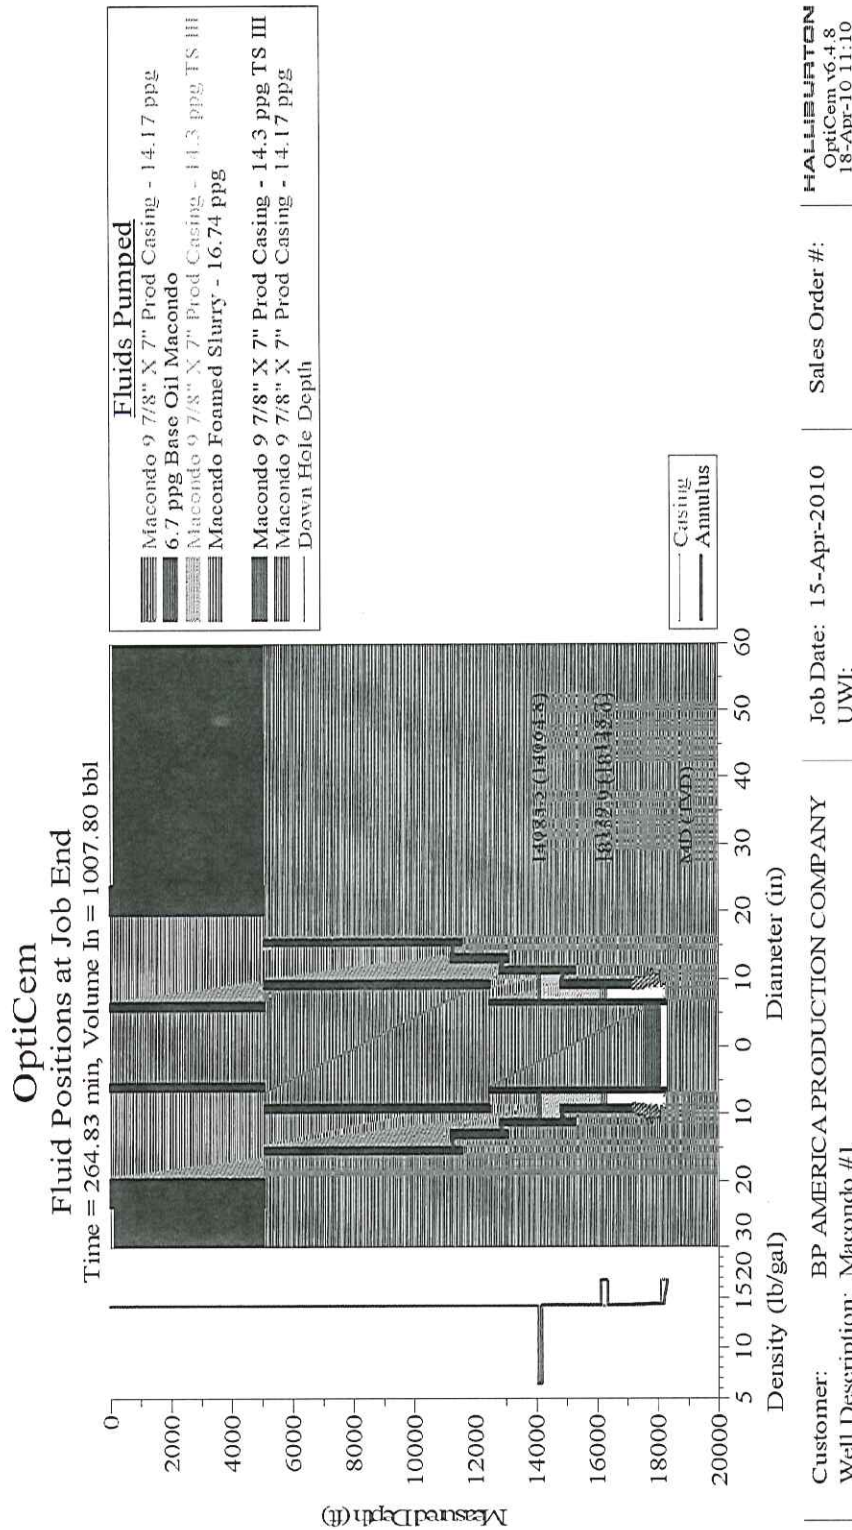 OptiCem
Fluid Positions at Job End
Time = 264.83 min, Volume In = 1007.80 bbl
Fluids Pumped
Macondo 9 7/8" X 7" Prod Casing - 14.17 ppg
6.7 ppg Base Oil Macondo
Macondo 9 7/8" X 7" Prod Casing - 14.3 ppg TS III
Macondo Foamed Slurry - 16.74 ppg
Macondo 9 7/8" X 7" Prod Casing - 14.3 ppg TS III
Macondo 9 7/8" X 7" Prod Casing - 14.17 ppg
Down Hole Depth
Casing
Annulus
Measured Depth (ft)
0
2000
4000
6000
8000
10000
12000
14000
16000
18000
20000
MD (TVD)
5 10 15 20
Density (lb/gal)
30 20 10 0 10 20 30 40 50 60
Diameter (in)
Customer: BP AMERICA PRODUCTION COMPANY
Job Date: 15-Apr-2010
Sales Order #:
HALLIBURTON
Well Description: Macondo #1
UWI:
OptiCem v6.4.8
18-Apr-10 11:10